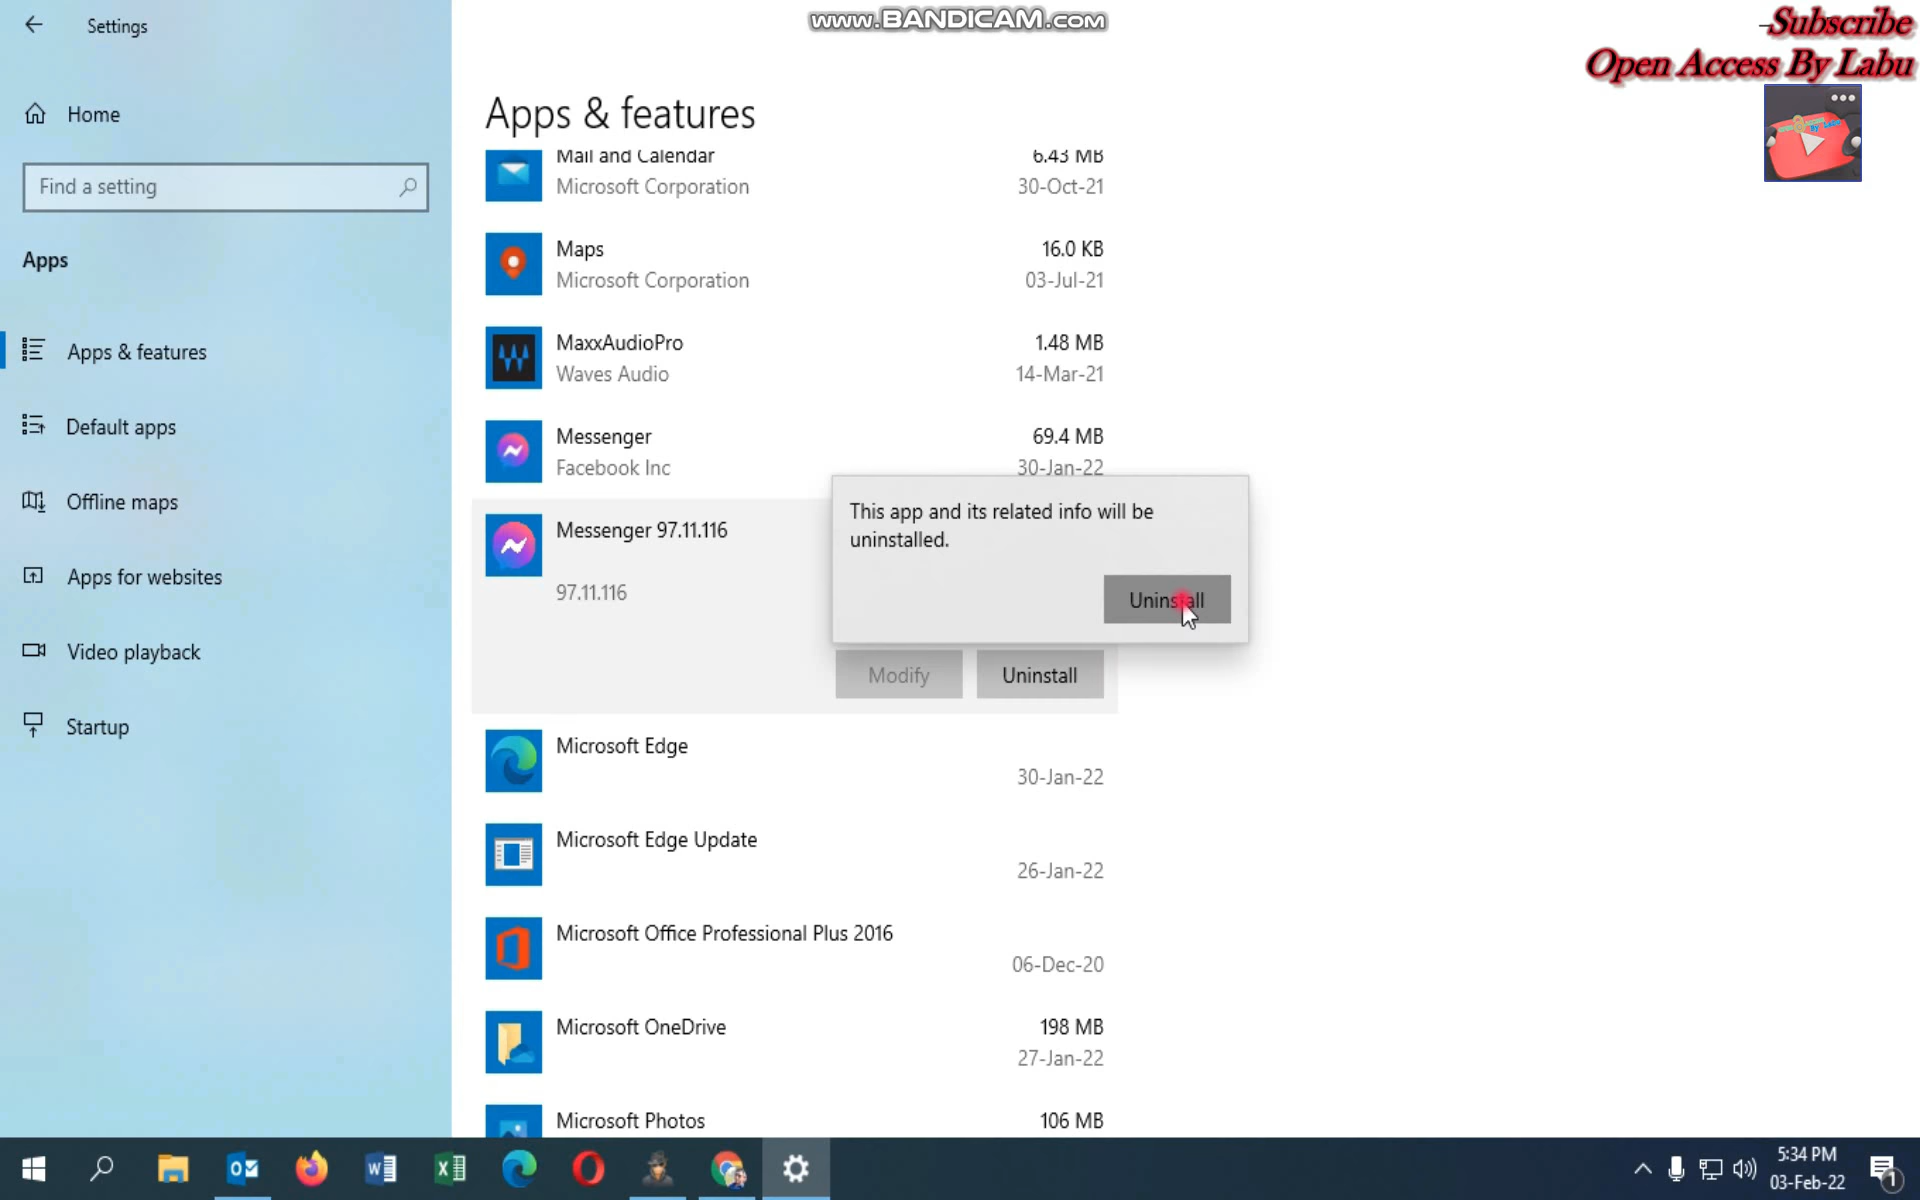 Settings
www.BANDICAM.com
Subscribe
Open Access By Labu
Home
Find a setting
Apps
Apps & features
Default apps
Offline maps
Apps for websites
Video playback
Startup
Apps & features
Mail and Calendar 6.43 MB
Microsoft Corporation 30-Oct-21
Maps 16.0 KB
Microsoft Corporation 03-Jul-21
MaxxAudioPro 1.48 MB
Waves Audio 14-Mar-21
Messenger 69.4 MB
Facebook Inc 30-Jan-22
Messenger 97.11.116
97.11.116
This app and its related info will be
uninstalled.
Uninstall
Modify Uninstall
Microsoft Edge
30-Jan-22
Microsoft Edge Update
26-Jan-22
Microsoft Office Professional Plus 2016
06-Dec-20
Microsoft OneDrive 198 MB
27-Jan-22
Microsoft Photos 106 MB
5:34 PM
03-Feb-22
1